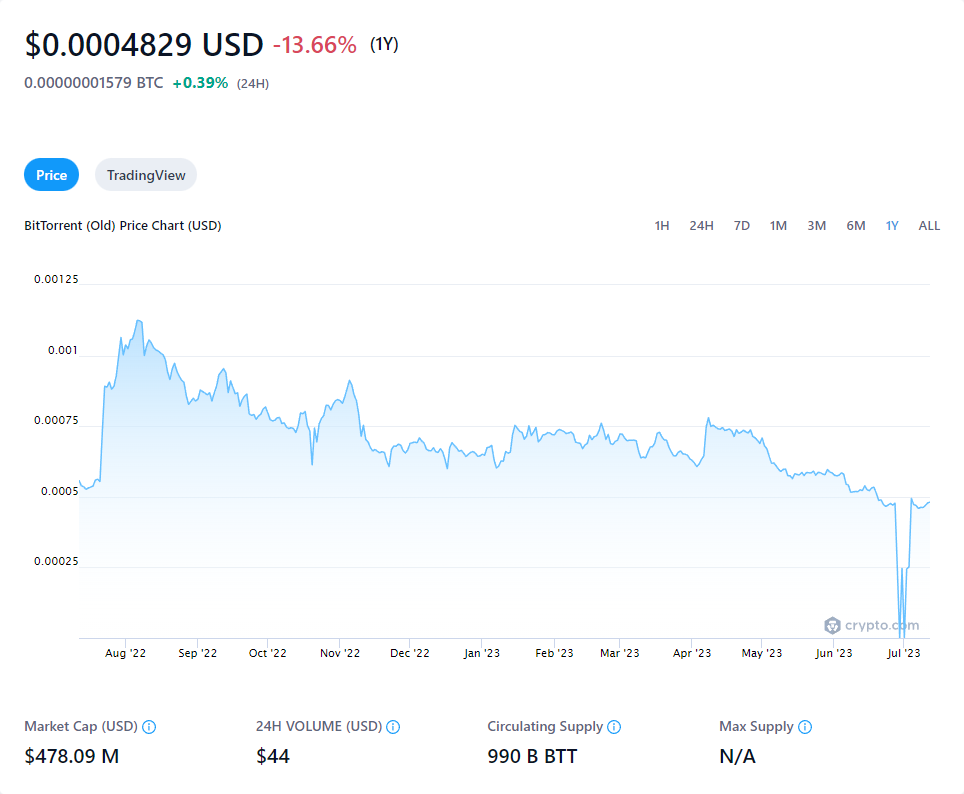 $0.0004829 USD -13.66% (1Y)
0.00000001579 BTC +0.39% (24H)
Price TradingView
BitTorrent (Old) Price Chart (USD) 1H 24H 7D 1M 3M 6M 1Y ALL
0.00125
0.001
0.00075
0.0005
0.00025
crypto.com
Aug '22 Sep '22 Oct '22 Nov '22 Dec '22 Jan '23 Feb '23 Mar '23 Apr '23 May '23 Jun '23 Jul '23
Market Cap (USD) 24H VOLUME (USD) Circulating Supply Max Supply
$478.09 M $44 990 B BTT N/A